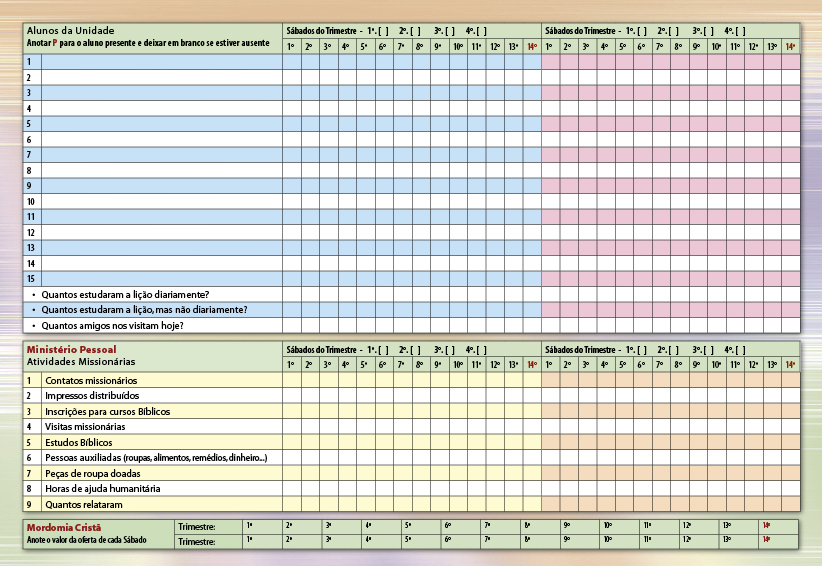 Alunos da Unidade
Anotar P para o aluno presente e deixar em branco se estiver ausente
Sábados do Trimestre - 1º. [ ] 2º. [ ] 3º. [ ] 4º. [ ] Sábados do Trimestre - 1º. [ ] 2º. [ ] 3º. [ ] 4º. [ ]
1º 2º 3º 4º 5º 6º 7º 8º 9º 10º 11º 12º 13º 14º 1º 2º 3º 4º 5º 6º 7º 8º 9º 10º 11º 12º 13º 14º
1
2
3
4
5
6
7
8
9
10
11
12
13
14
15
• Quantos estudaram a lição diariamente?
• Quantos estudaram a lição, mas não diariamente?
• Quantos amigos nos visitam hoje?
Ministério Pessoal
Atividades Missionárias
Sábados do Trimestre - 1º. [ ] 2º. [ ] 3º. [ ] 4º. [ ] Sábados do Trimestre - 1º. [ ] 2º. [ ] 3º. [ ] 4º. [ ]
1º 2º 3º 4º 5º 6º 7º 8º 9º 10º 11º 12º 13º 14º 1º 2º 3º 4º 5º 6º 7º 8º 9º 10º 11º 12º 13º 14º
1 Contatos missionários
2 Impressos distribuídos
3 Inscrições para cursos Bíblicos
4 Visitas missionárias
5 Estudos Bíblicos
6 Pessoas auxiliadas (roupas, alimentos, remédios, dinheiro...)
7 Peças de roupa doadas
8 Horas de ajuda humanitária
9 Quantos relataram
Mordomia Cristã
Anote o valor da oferta de cada Sábado
Trimestre: 1º 2º 3º 4º 5º 6º 7º 8º 9º 10º 11º 12º 13º 14º
Trimestre: 1º 2º 3º 4º 5º 6º 7º 8º 9º 10º 11º 12º 13º 14º